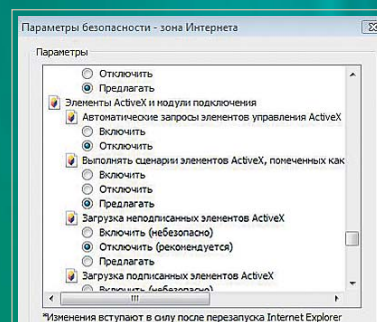 Параметры безопасности - зона Интернета
Параметры
Отключить
Предлагать
Элементы ActiveX и модули подключения
Автоматические запросы элементов управления ActiveX
Включить
Отключить
Выполнять сценарии элементов ActiveX, помеченных как
Включить
Отключить
Предлагать
Загрузка неподписанных элементов ActiveX
Включить (небезопасно)
Отключить (рекомендуется)
Предлагать
Загрузка подписанных элементов ActiveX
Включить (небезопасно)
*Изменения вступают в силу после перезапуска Internet Explorer